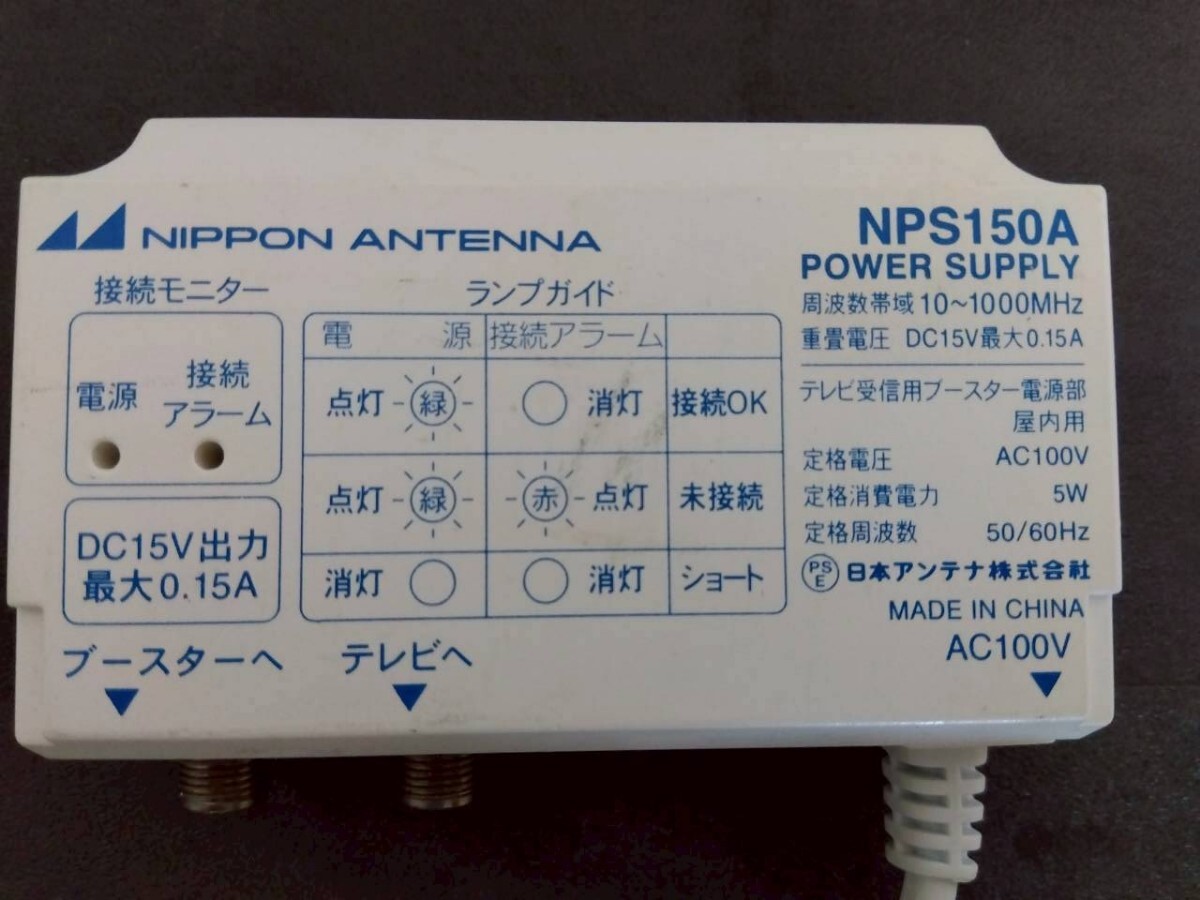 NIPPON ANTENNA
接続モニター
電源
接続
アラーム
DC15V出力
最大0.15A
ブースターへ
テレビへ
ランプガイド
電 源 接続アラーム
点灯 緑 消灯 接続OK
点灯 緑 赤 点灯 未接続
消灯 消灯 ショート
NPS150A
POWER SUPPLY
周波数帯域 10~1000MHz
重畳電圧 DC15V最大0.15A
テレビ受信用ブースター電源部
屋内用
定格電圧 AC100V
定格消費電力 5W
定格周波数 50/60Hz
PS
E 日本アンテナ株式会社
MADE IN CHINA
AC100V